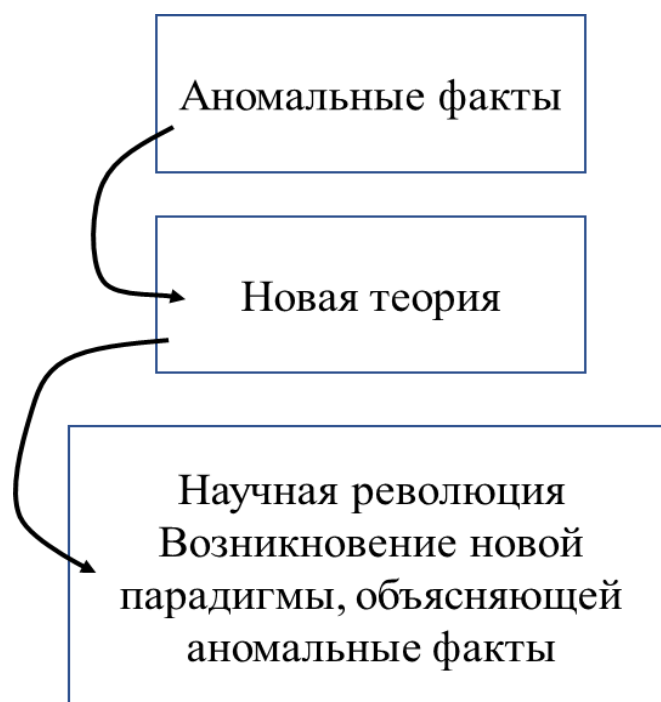 Аномальные факты
Новая теория
Научная революция
Возникновение новой
парадигмы, объясняющей
аномальные факты